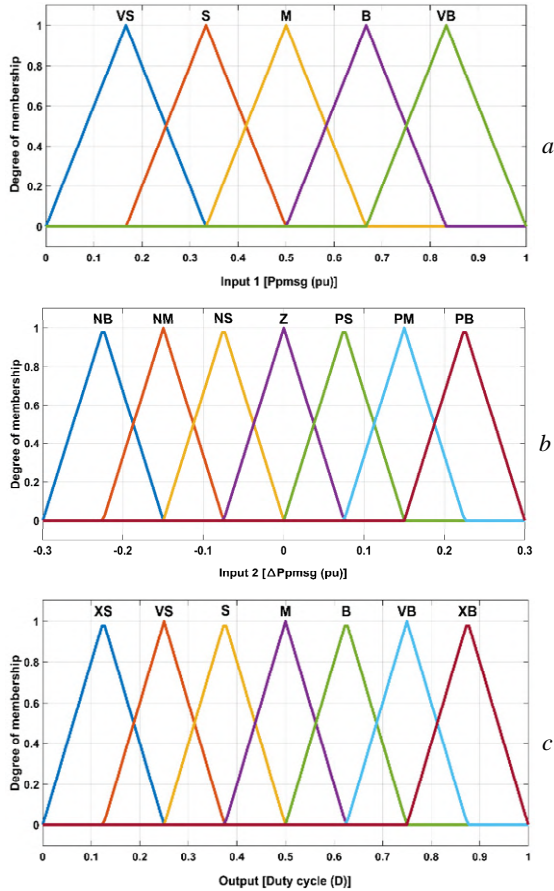 VS S M B VB
1
0.8
0.6
0.4
0.2
0
Degree of membership
0 0.1 0.2 0.3 0.4 0.5 0.6 0.7 0.8 0.9 1
Input 1 [Ppmsg (pu)]
a
NB NM NS Z PS PM PB
1
0.8
0.6
0.4
0.2
0
Degree of membership
-0.3 -0.2 -0.1 0 0.1 0.2 0.3
Input 2 [ΔPpmsg (pu)]
b
XS VS S M B VB XB
1
0.8
0.6
0.4
0.2
0
Degree of membership
0 0.1 0.2 0.3 0.4 0.5 0.6 0.7 0.8 0.9 1
Output [Duty cycle (D)]
c